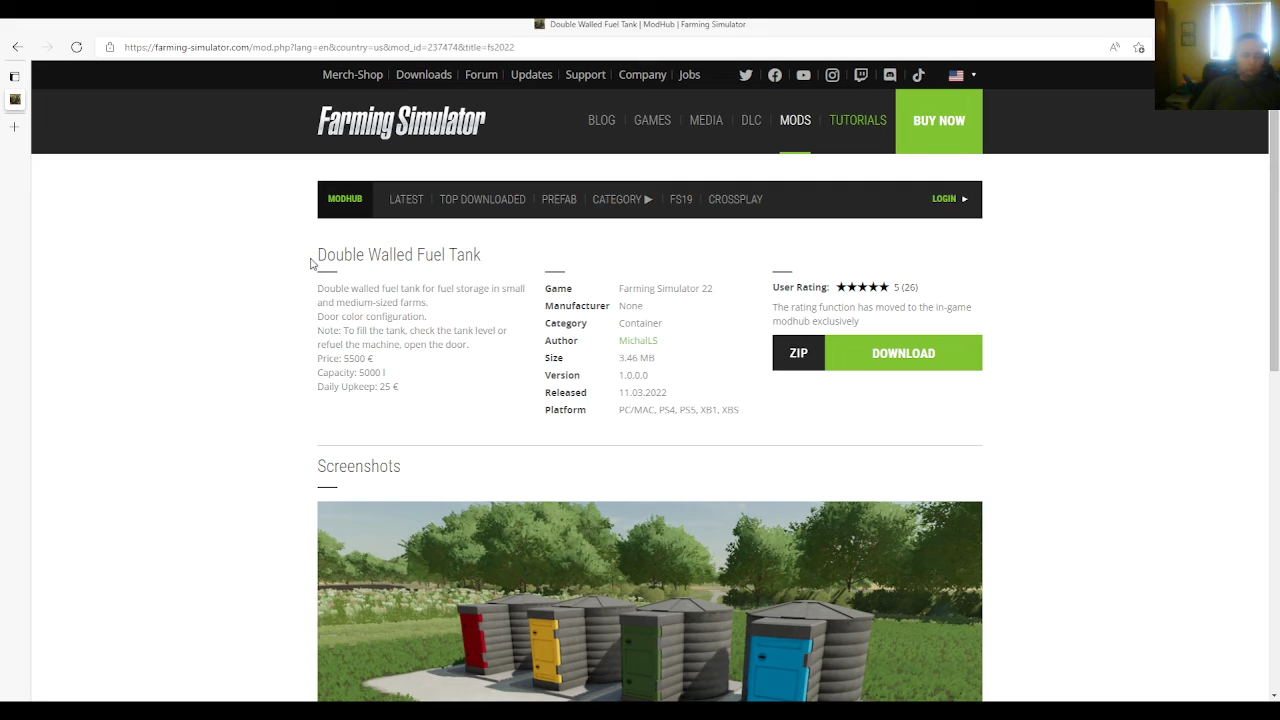 Double Walled Fuel Tank | ModHub | Farming Simulator
https://farming-simulator.com/mod.php?lang=en&country=us&mod_id=237474&title=fs2022
Merch-Shop Downloads Forum Updates Support Company Jobs
Farming Simulator
BLOG GAMES MEDIA DLC MODS TUTORIALS BUY NOW
MODHUB LATEST TOP DOWNLOADED PREFAB CATEGORY ▶ FS19 CROSSPLAY LOGIN ▶
Double Walled Fuel Tank
Double walled fuel tank for fuel storage in small
and medium-sized farms.
Door color configuration.
Note: To fill the tank, check the tank level or
refuel the machine, open the door.
Price: 5500 €
Capacity: 5000 l
Daily Upkeep: 25 €
Game Farming Simulator 22
Manufacturer None
Category Container
Author MichalLS
Size 3.46 MB
Version 1.0.0.0
Released 11.03.2022
Platform PC/MAC, PS4, PS5, XB1, XBS
User Rating: ★★★★★ 5 (26)
The rating function has moved to the in-game
modhub exclusively
ZIP DOWNLOAD
Screenshots